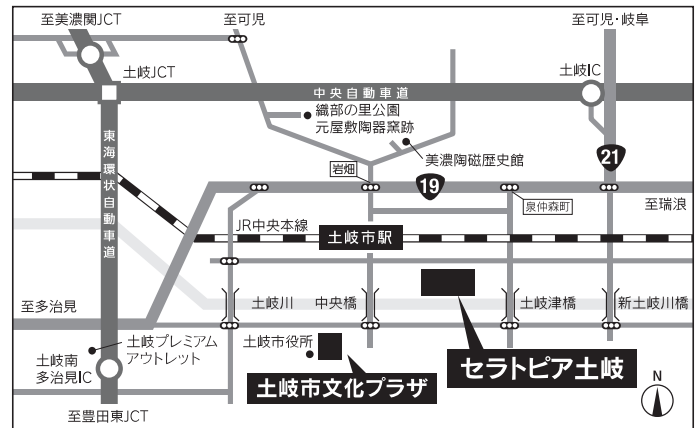 至美濃関JCT
至可児
至可児・岐阜
土岐JCT
土岐IC
中央自動車道
織部の里公園
元屋敷陶器窯跡
東海環状自動車道
美濃陶磁歴史館
21
岩畑
19
泉仲森町
至瑞浪
JR中央本線
土岐市駅
至多治見
土岐川
中央橋
土岐津橋
新土岐川橋
土岐プレミアム
アウトレット
土岐南
多治見IC
土岐市役所
土岐市文化プラザ
セラトピア土岐
N
至豊田東JCT